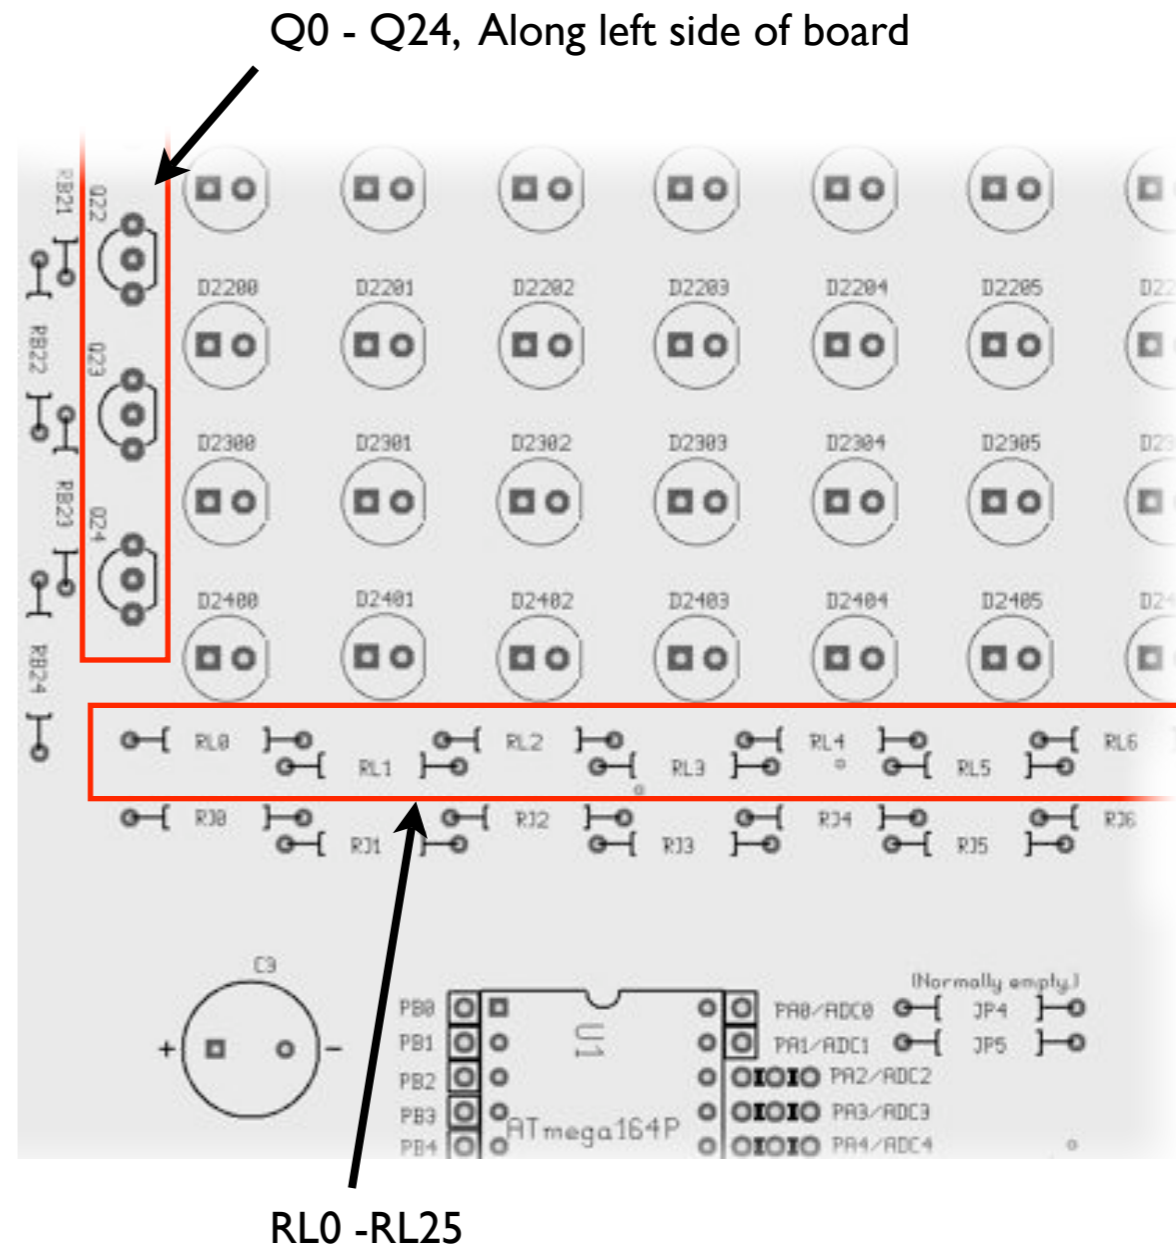 Q0 - Q24, Along left side of board
RB21
Q22
D2200 D2201 D2202 D2203 D2204 D2205
RB22
Q23
D2300 D2301 D2302 D2303 D2304 D2305
RB23
Q24
D2400 D2401 D2402 D2403 D2404 D2405
RB24
RL0 RL2 RL4 RL6
RL1 RL3 RL5
RJ0 RJ2 RJ4 RJ6
RJ1 RJ3 RJ5
C3
+ -
(Normally empty.)
PB0 PA0/ADC0 JP4
U1
PB1 PA1/ADC1 JP5
PB2 PA2/ADC2
PB3 PA3/ADC3
ATmega164P
PB4 PA4/ADC4
RL0 -RL25